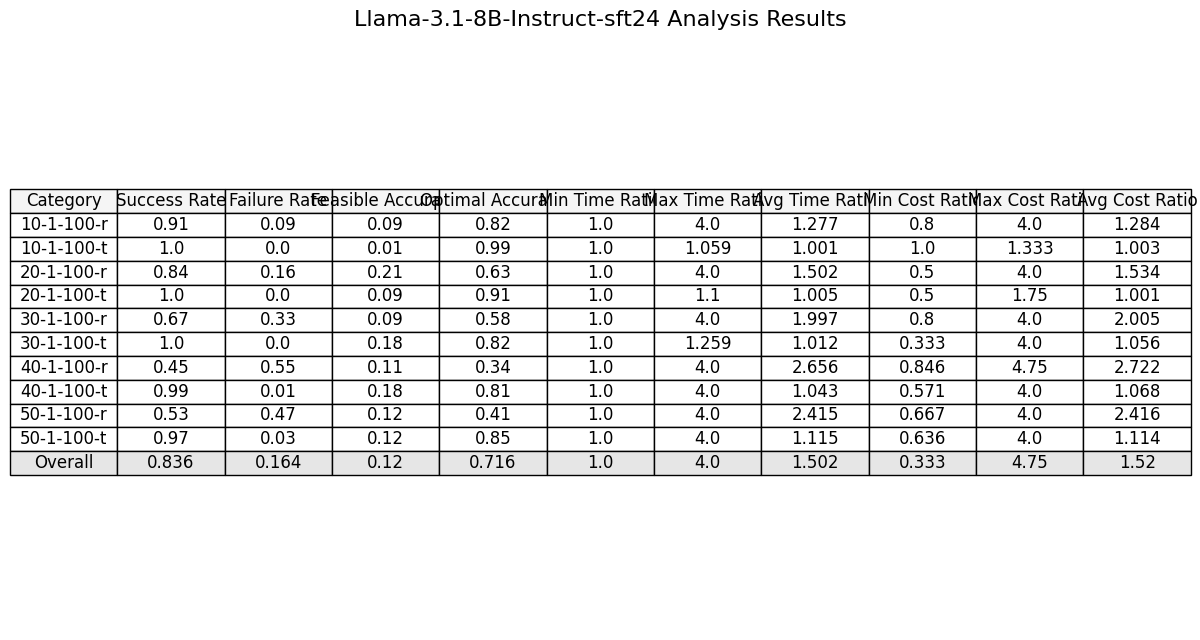 Llama-3.1-8B-Instruct-sft24 Analysis Results
Category Success Rate Failure Rate Feasible Accura Optimal Accura Min Time Rati Max Time Rati Avg Time Rati Min Cost Rati Max Cost Rati Avg Cost Ratio
10-1-100-r 0.91 0.09 0.09 0.82 1.0 4.0 1.277 0.8 4.0 1.284
10-1-100-t 1.0 0.0 0.01 0.99 1.0 1.059 1.001 1.0 1.333 1.003
20-1-100-r 0.84 0.16 0.21 0.63 1.0 4.0 1.502 0.5 4.0 1.534
20-1-100-t 1.0 0.0 0.09 0.91 1.0 1.1 1.005 0.5 1.75 1.001
30-1-100-r 0.67 0.33 0.09 0.58 1.0 4.0 1.997 0.8 4.0 2.005
30-1-100-t 1.0 0.0 0.18 0.82 1.0 1.259 1.012 0.333 4.0 1.056
40-1-100-r 0.45 0.55 0.11 0.34 1.0 4.0 2.656 0.846 4.75 2.722
40-1-100-t 0.99 0.01 0.18 0.81 1.0 4.0 1.043 0.571 4.0 1.068
50-1-100-r 0.53 0.47 0.12 0.41 1.0 4.0 2.415 0.667 4.0 2.416
50-1-100-t 0.97 0.03 0.12 0.85 1.0 4.0 1.115 0.636 4.0 1.114
Overall 0.836 0.164 0.12 0.716 1.0 4.0 1.502 0.333 4.75 1.52